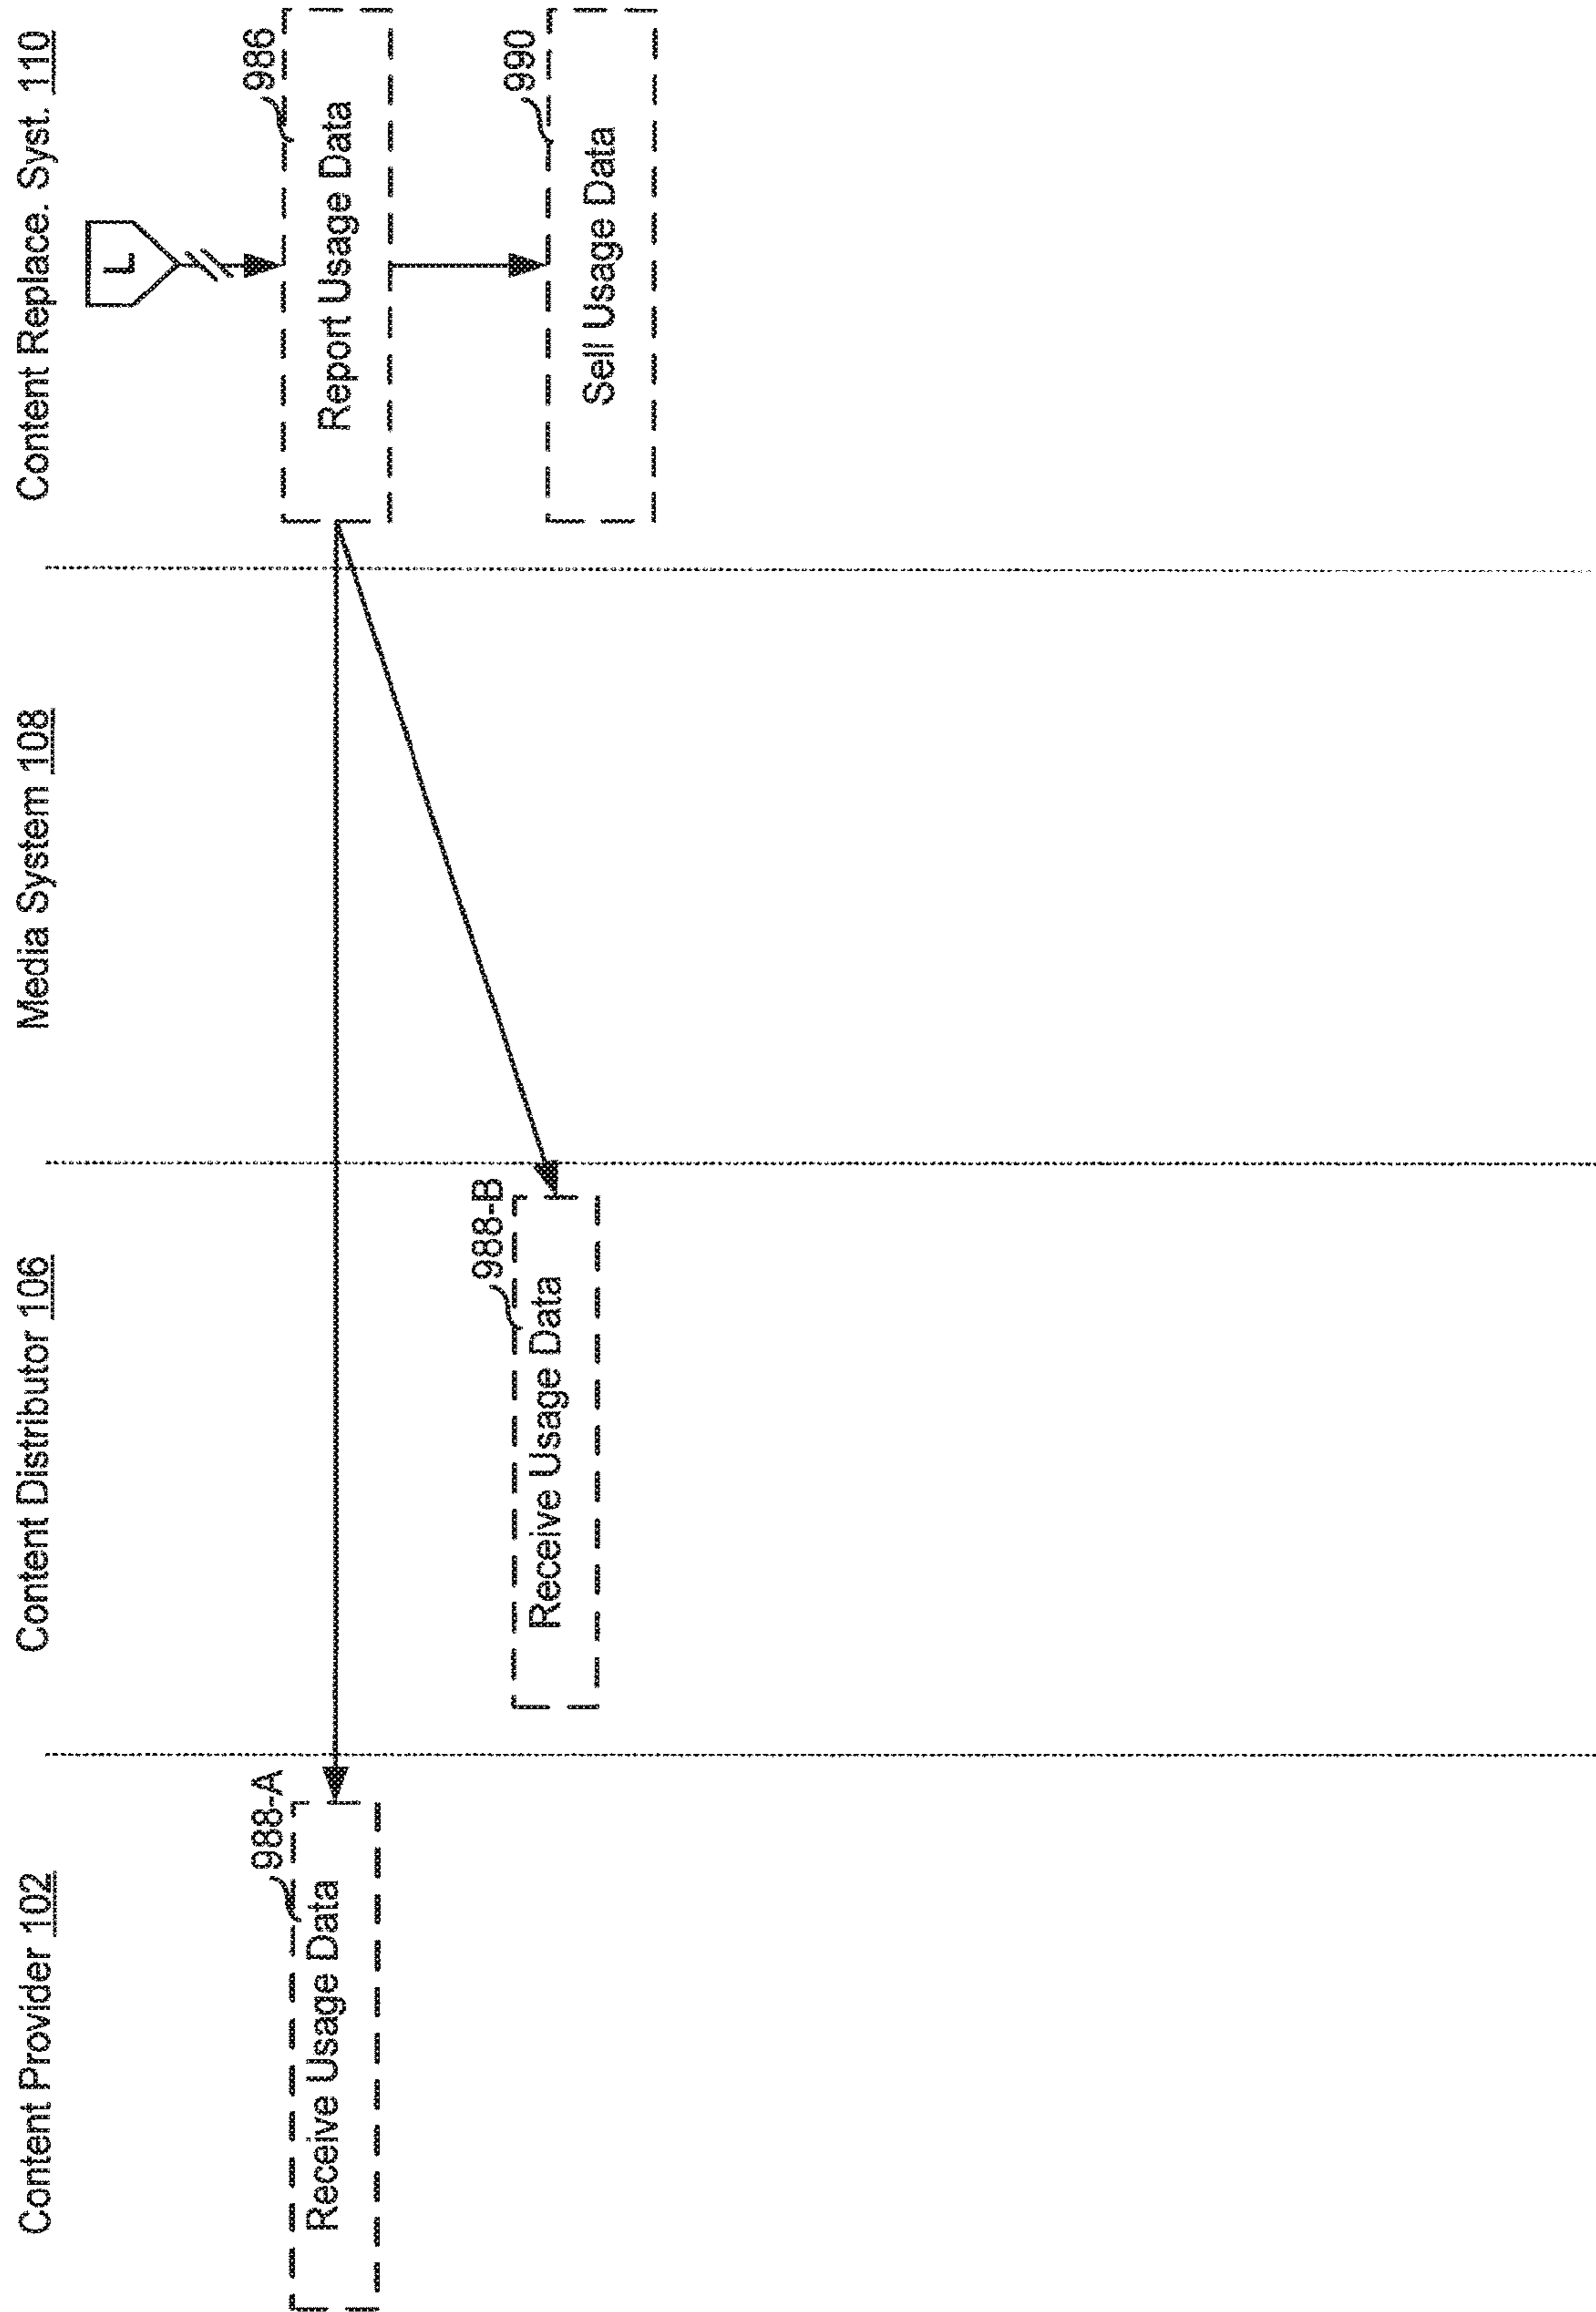 Content Provider 102
Content Distributor 106
Media System 108
Content Replace. Syst. 110
L
986
Report Usage Data
988-A
Receive Usage Data
988-B
Receive Usage Data
990
Sell Usage Data